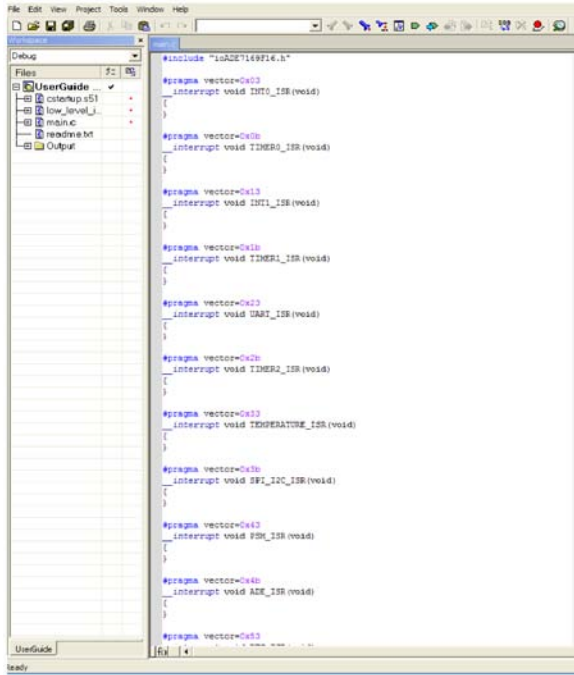 File Edit View Project Tools Window Help
Workspace
main.c
Debug
Files
UserGuide ...
cstartup.s51
low_level_i...
main.c
readme.txt
Output
#include "ioADE7169F16.h"
#pragma vector=0x03
__interrupt void INT0_ISR(void)
{
}
#pragma vector=0x0b
__interrupt void TIMER0_ISR(void)
{
}
#pragma vector=0x13
__interrupt void INT1_ISR(void)
{
}
#pragma vector=0x1b
__interrupt void TIMER1_ISR(void)
{
}
#pragma vector=0x23
__interrupt void UART_ISR(void)
{
}
#pragma vector=0x2b
__interrupt void TIMER2_ISR(void)
{
}
#pragma vector=0x33
__interrupt void TEMPERATURE_ISR(void)
{
}
#pragma vector=0x3b
__interrupt void SPI_I2C_ISR(void)
{
}
#pragma vector=0x43
__interrupt void PSM_ISR(void)
{
}
#pragma vector=0x4b
__interrupt void ADE_ISR(void)
{
}
#pragma vector=0x53
UserGuide
Ready